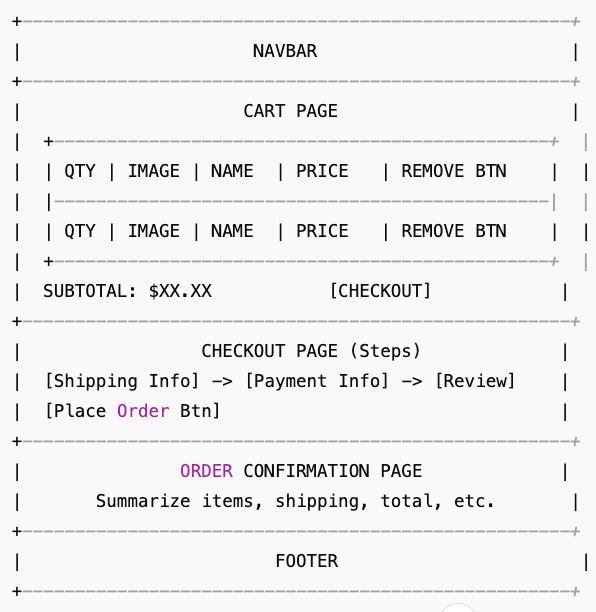 NAVBAR
CART PAGE
| QTY | IMAGE | NAME | PRICE | REMOVE BTN |
| QTY | IMAGE | NAME | PRICE | REMOVE BTN |
SUBTOTAL: $XX.XX [CHECKOUT]
CHECKOUT PAGE (Steps)
[Shipping Info] -> [Payment Info] -> [Review]
[Place Order Btn]
ORDER CONFIRMATION PAGE
Summarize items, shipping, total, etc.
FOOTER